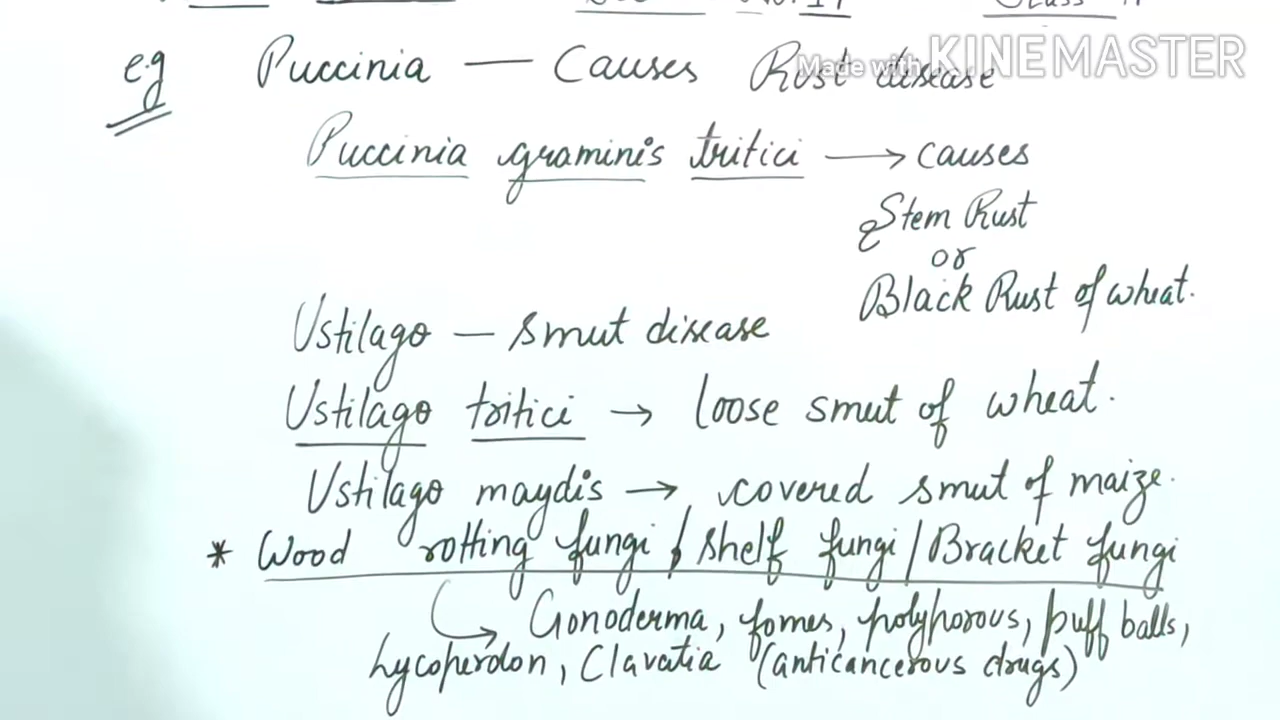 eg Puccinia — Causes Rust disease
Made with KINEMASTER
Puccinia graminis tritici → causes
Stem Rust
or
Black Rust of wheat.
Ustilago — Smut disease
Ustilago tritici → loose smut of wheat.
Ustilago maydis → covered smut of maize.
* Wood rotting fungi / shelf fungi / Bracket fungi
Gonoderma, fomes, polyporous, puff balls,
Lycoperdon, Clavatia (anticancerous drugs)